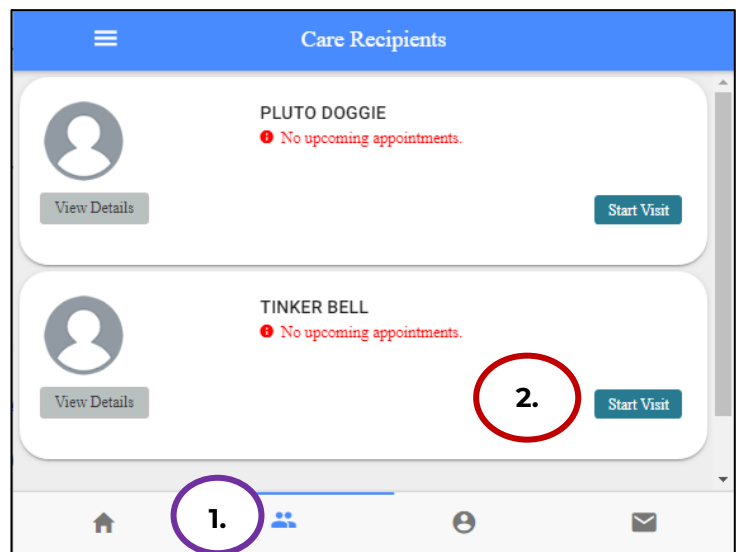 Care Recipients
PLUTO DOGGIE
No upcoming appointments.
View Details
Start Visit
TINKER BELL
No upcoming appointments.
2.
View Details
Start Visit
1.